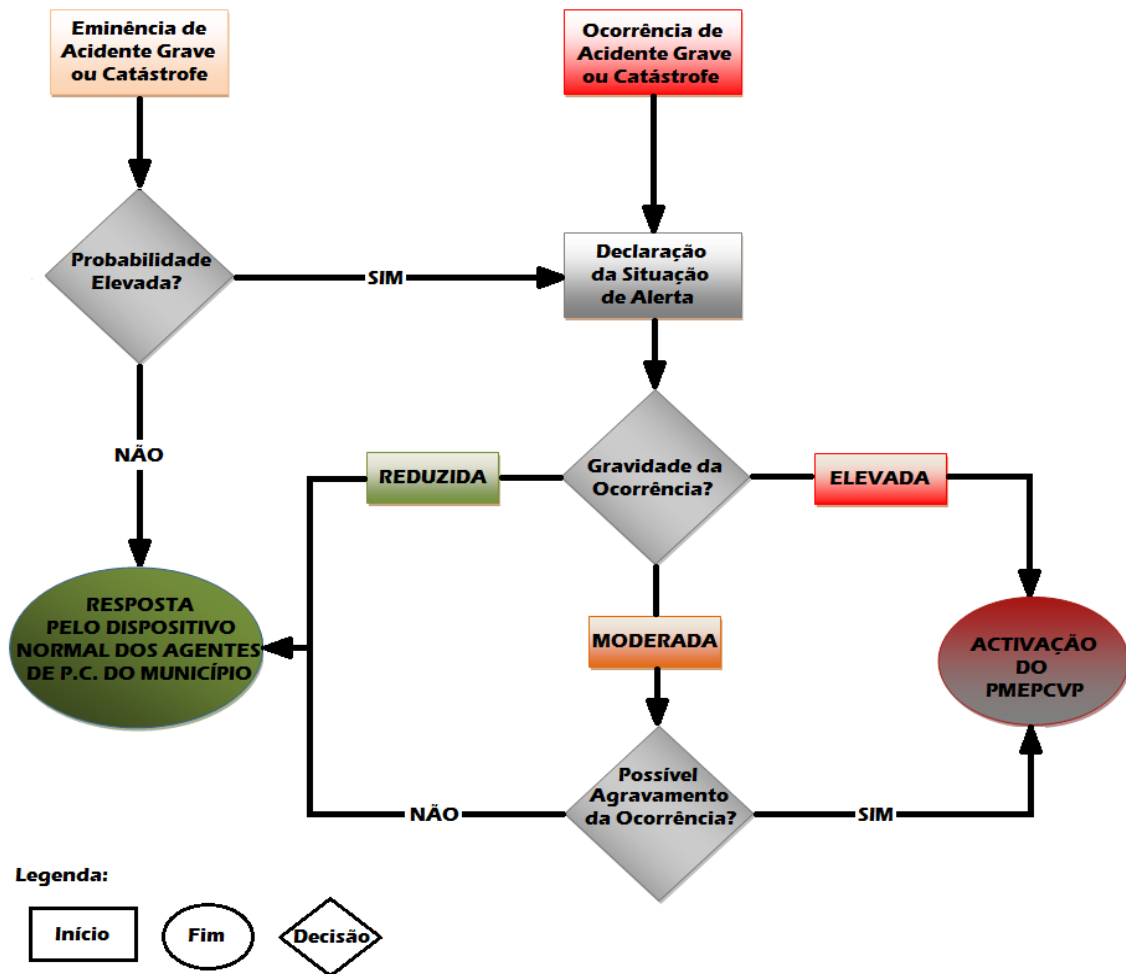 Eminência de
Acidente Grave
ou Catástrofe
Ocorrência de
Acidente Grave
ou Catástrofe
Probabilidade
Elevada?
SIM
Declaração
da Situação
de Alerta
NÃO
REDUZIDA
Gravidade da
Ocorrência?
ELEVADA
RESPOSTA
PELO DISPOSITIVO
NORMAL DOS AGENTES
DE P.C. DO MUNICÍPIO
MODERADA
ACTIVAÇÃO
DO
PMEPCVP
NÃO
Possível
Agravamento
da Ocorrência?
SIM
Legenda:
Início
Fim
Decisão